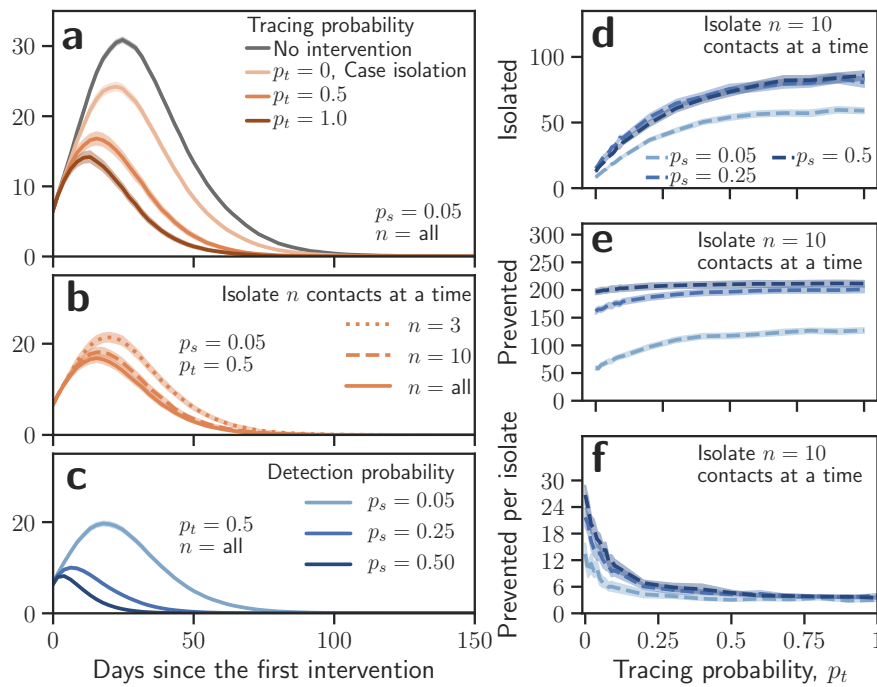 a
Tracing probability
No intervention
p_t = 0, Case isolation
p_t = 0.5
p_t = 1.0
p_s = 0.05
n = all
30
20
10
0
b
Isolate n contacts at a time
p_s = 0.05
p_t = 0.5
n = 3
n = 10
n = all
20
0
c
Detection probability
p_t = 0.5
n = all
p_s = 0.05
p_s = 0.25
p_s = 0.50
20
0
0 50 100 150
Days since the first intervention
d
Isolate n = 10
contacts at a time
Isolated
100
50
0
p_s = 0.05
p_s = 0.25
p_s = 0.5
e
Isolate n = 10
contacts at a time
Prevented
300
250
200
150
100
50
0
f
Isolate n = 10
contacts at a time
Prevented per isolate
30
24
18
12
6
0
0 0.25 0.5 0.75 1
Tracing probability, p_t